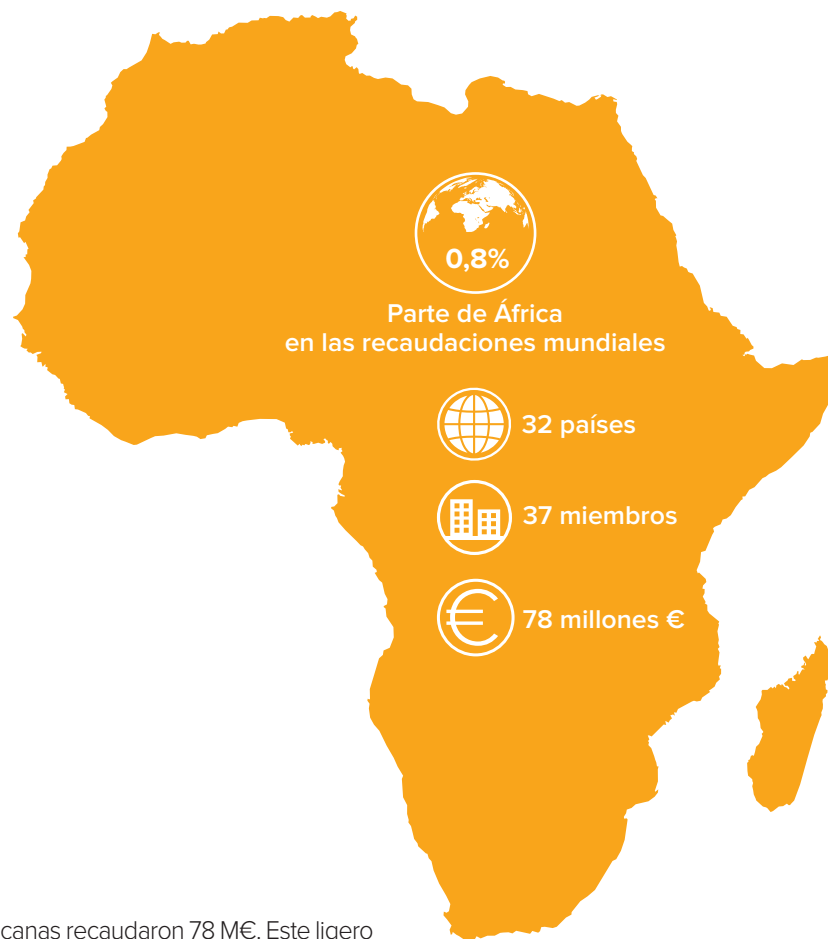 0,8%
Parte de África
en las recaudaciones mundiales
32 países
37 miembros
€
78 millones €
canas recaudaron 78 M€. Este ligero